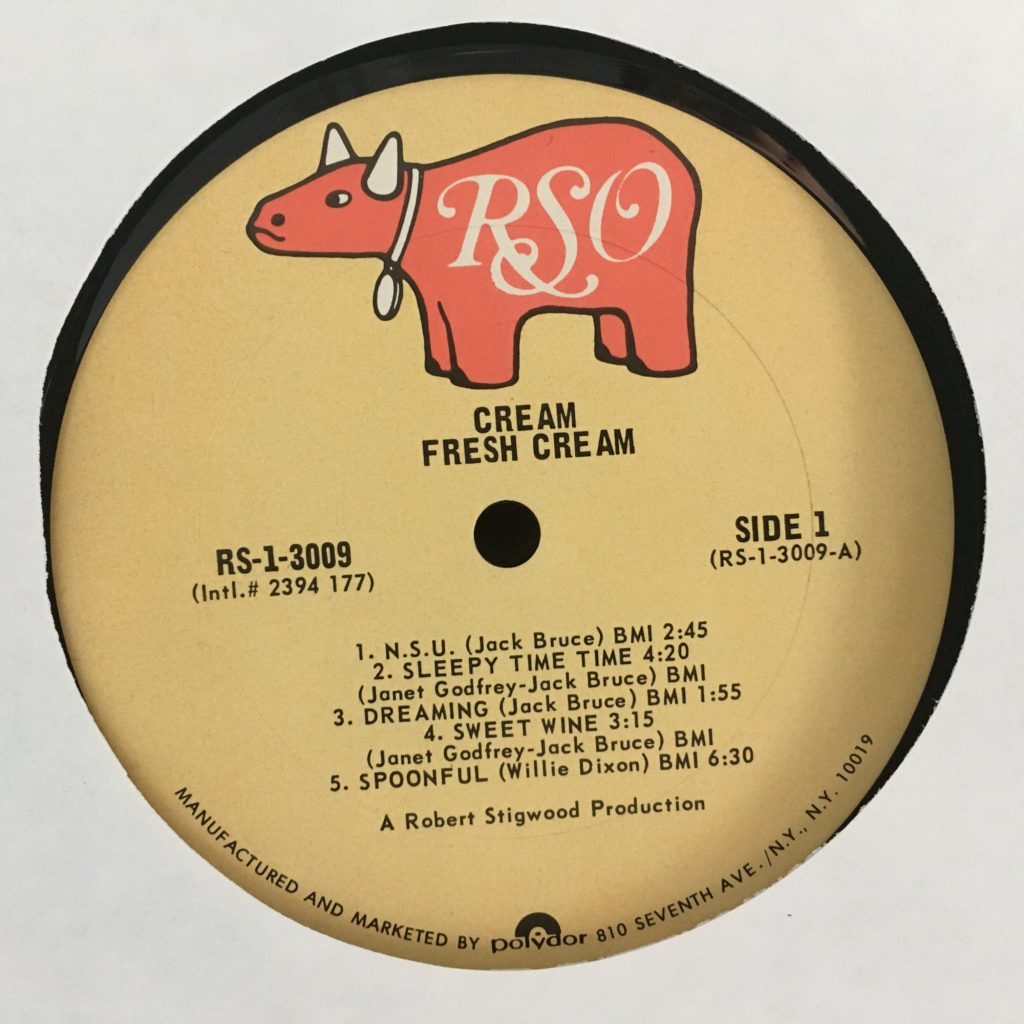 RSO
CREAM
FRESH CREAM
RS-1-3009
(Intl.# 2394 177)
SIDE 1
(RS-1-3009-A)
1. N.S.U. (Jack Bruce) BMI 2:45
2. SLEEPY TIME TIME 4:20
(Janet Godfrey-Jack Bruce) BMI
3. DREAMING (Jack Bruce) BMI 1:55
4. SWEET WINE 3:15
(Janet Godfrey-Jack Bruce) BMI
5. SPOONFUL (Willie Dixon) BMI 6:30
A Robert Stigwood Production
MANUFACTURED AND MARKETED BY polydor 810 SEVENTH AVE./N.Y., N.Y. 10019